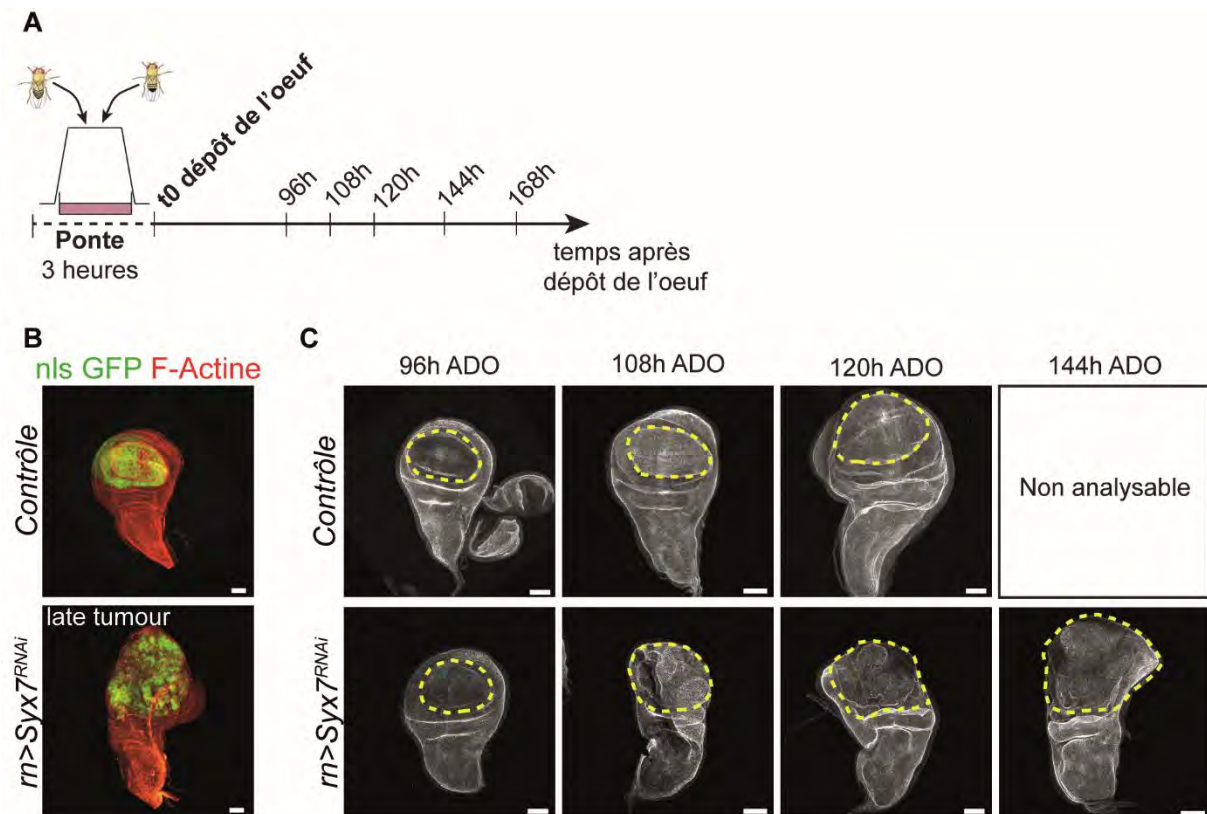 A
t0 dépôt de l'oeuf
96h
108h
120h
144h
168h
Ponte
3 heures
temps après
dépôt de l'oeuf
B
nls GFP F-Actine
Contrôle
late tumour
rn>Syx7RNAi
C
96h ADO
108h ADO
120h ADO
144h ADO
Contrôle
Non analysable
rn>Syx7RNAi